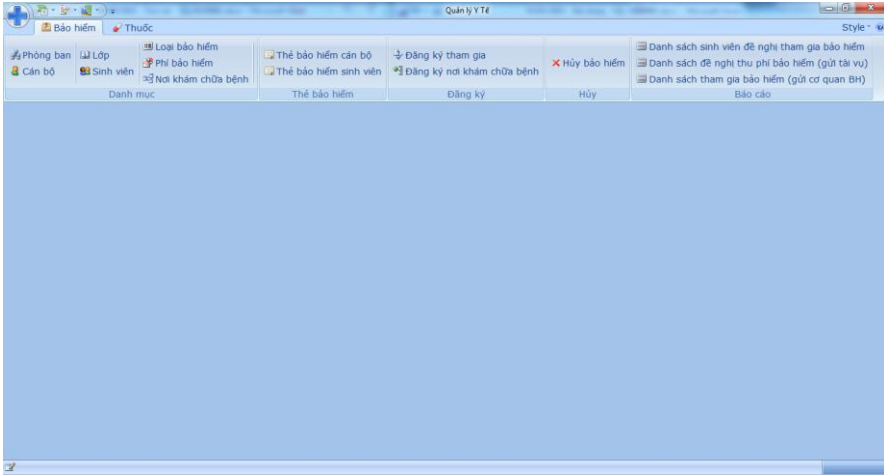 Quản lý Y Tế
Bảo hiểm Thuốc Style
Phòng ban Lớp Loại bảo hiểm
Phí bảo hiểm
Cán bộ Sinh viên Nơi khám chữa bệnh
Danh mục
Thẻ bảo hiểm cán bộ
Thẻ bảo hiểm sinh viên
Thẻ bảo hiểm
Đăng ký tham gia
Đăng ký nơi khám chữa bệnh
Đăng ký
Hủy bảo hiểm
Hủy
Danh sách sinh viên đề nghị tham gia bảo hiểm
Danh sách đề nghị thu phí bảo hiểm (gửi tài vụ)
Danh sách tham gia bảo hiểm (gửi cơ quan BH)
Báo cáo